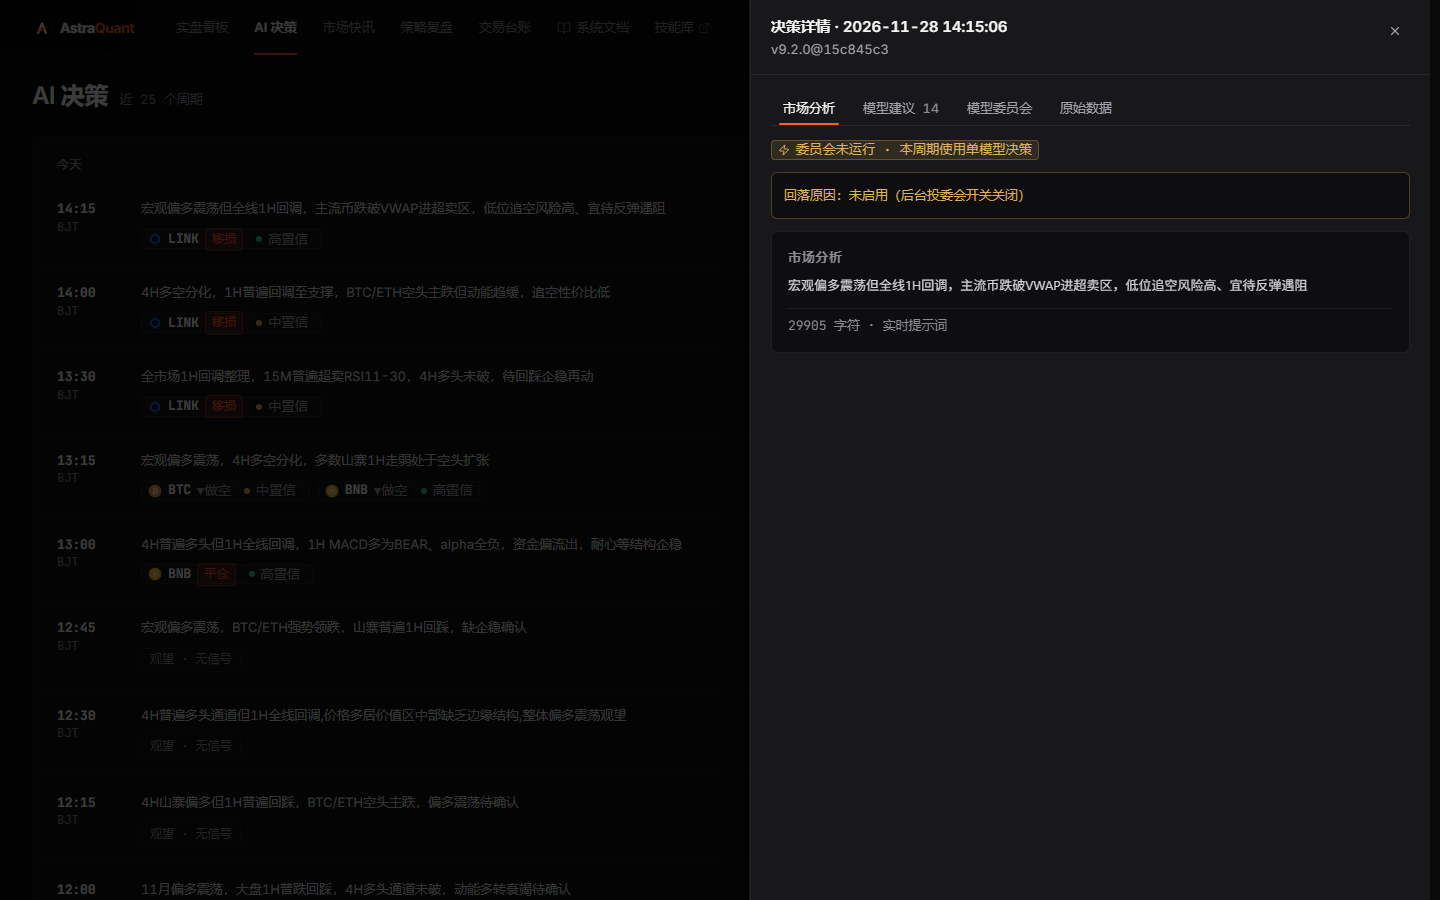 AstraQuant
实盘看板
AI 决策
市场快讯
策略复盘
交易台账
系统文档
技能库
AI 决策 近 25 个周期
今天
14:15 宏观偏多震荡但全线1H回调，主流币跌破VWAP进超卖区，低位追空风险高、宜待反弹遇阻
BJT
LINK 移损 高置信
14:00 4H多空分化，1H普遍回调至支撑，BTC/ETH空头主跌但动能趋缓，追空性价比低
BJT
LINK 移损 中置信
13:30 全市场1H回调整理，15M普遍超卖RSI11-30，4H多头未破，待回踩企稳再动
BJT
LINK 移损 中置信
13:15 宏观偏多震荡，4H多空分化，多数山寨1H走弱处于空头扩张
BJT
BTC ▼做空 中置信 BNB ▼做空 高置信
13:00 4H普遍多头但1H全线回调，1H MACD多为BEAR、alpha全负，资金偏流出，耐心等结构企稳
BJT
BNB 平仓 高置信
12:45 宏观偏多震荡，BTC/ETH强势领跌，山寨普遍1H回踩，缺企稳确认
BJT
观望 · 无信号
12:30 4H普遍多头通道但1H全线回调,价格多居价值区中部缺乏边缘结构,整体偏多震荡观望
BJT
观望 · 无信号
12:15 4H山寨偏多但1H普遍回踩，BTC/ETH空头主跌，偏多震荡待确认
BJT
观望 · 无信号
12:00 11月偏多震荡，大盘1H普跌回踩，4H多头通道未破，动能多转衰竭待确认
决策详情 · 2026-11-28 14:15:06
v9.2.0@15c845c3
市场分析
模型建议 14
模型委员会
原始数据
委员会未运行 · 本周期使用单模型决策
回落原因：未启用（后台投委会开关关闭）
市场分析
宏观偏多震荡但全线1H回调，主流币跌破VWAP进超卖区，低位追空风险高、宜待反弹遇阻
29905 字符 · 实时提示词